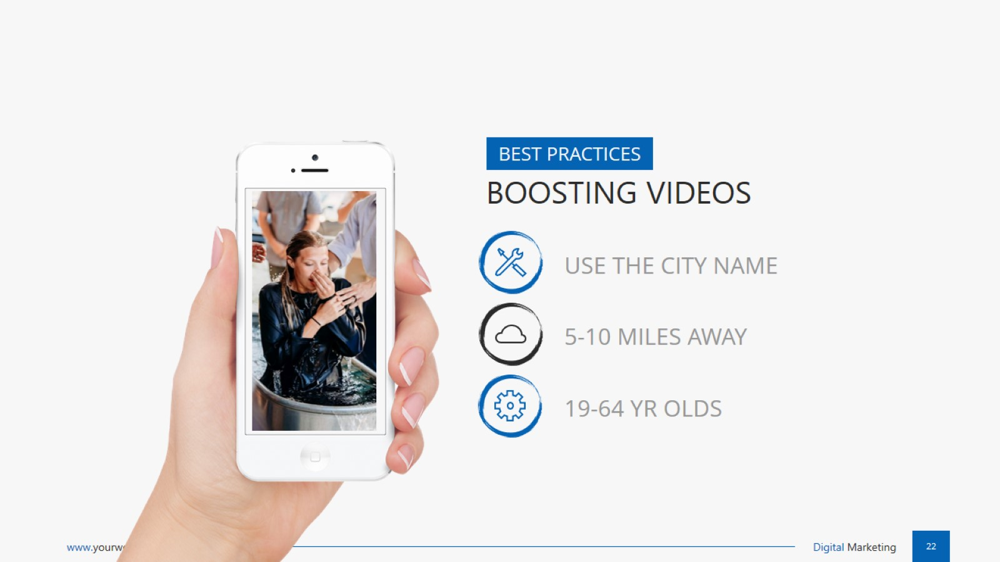 BEST PRACTICES
BOOSTING VIDEOS
USE THE CITY NAME
5-10 MILES AWAY
19-64 YR OLDS
Digital Marketing
22